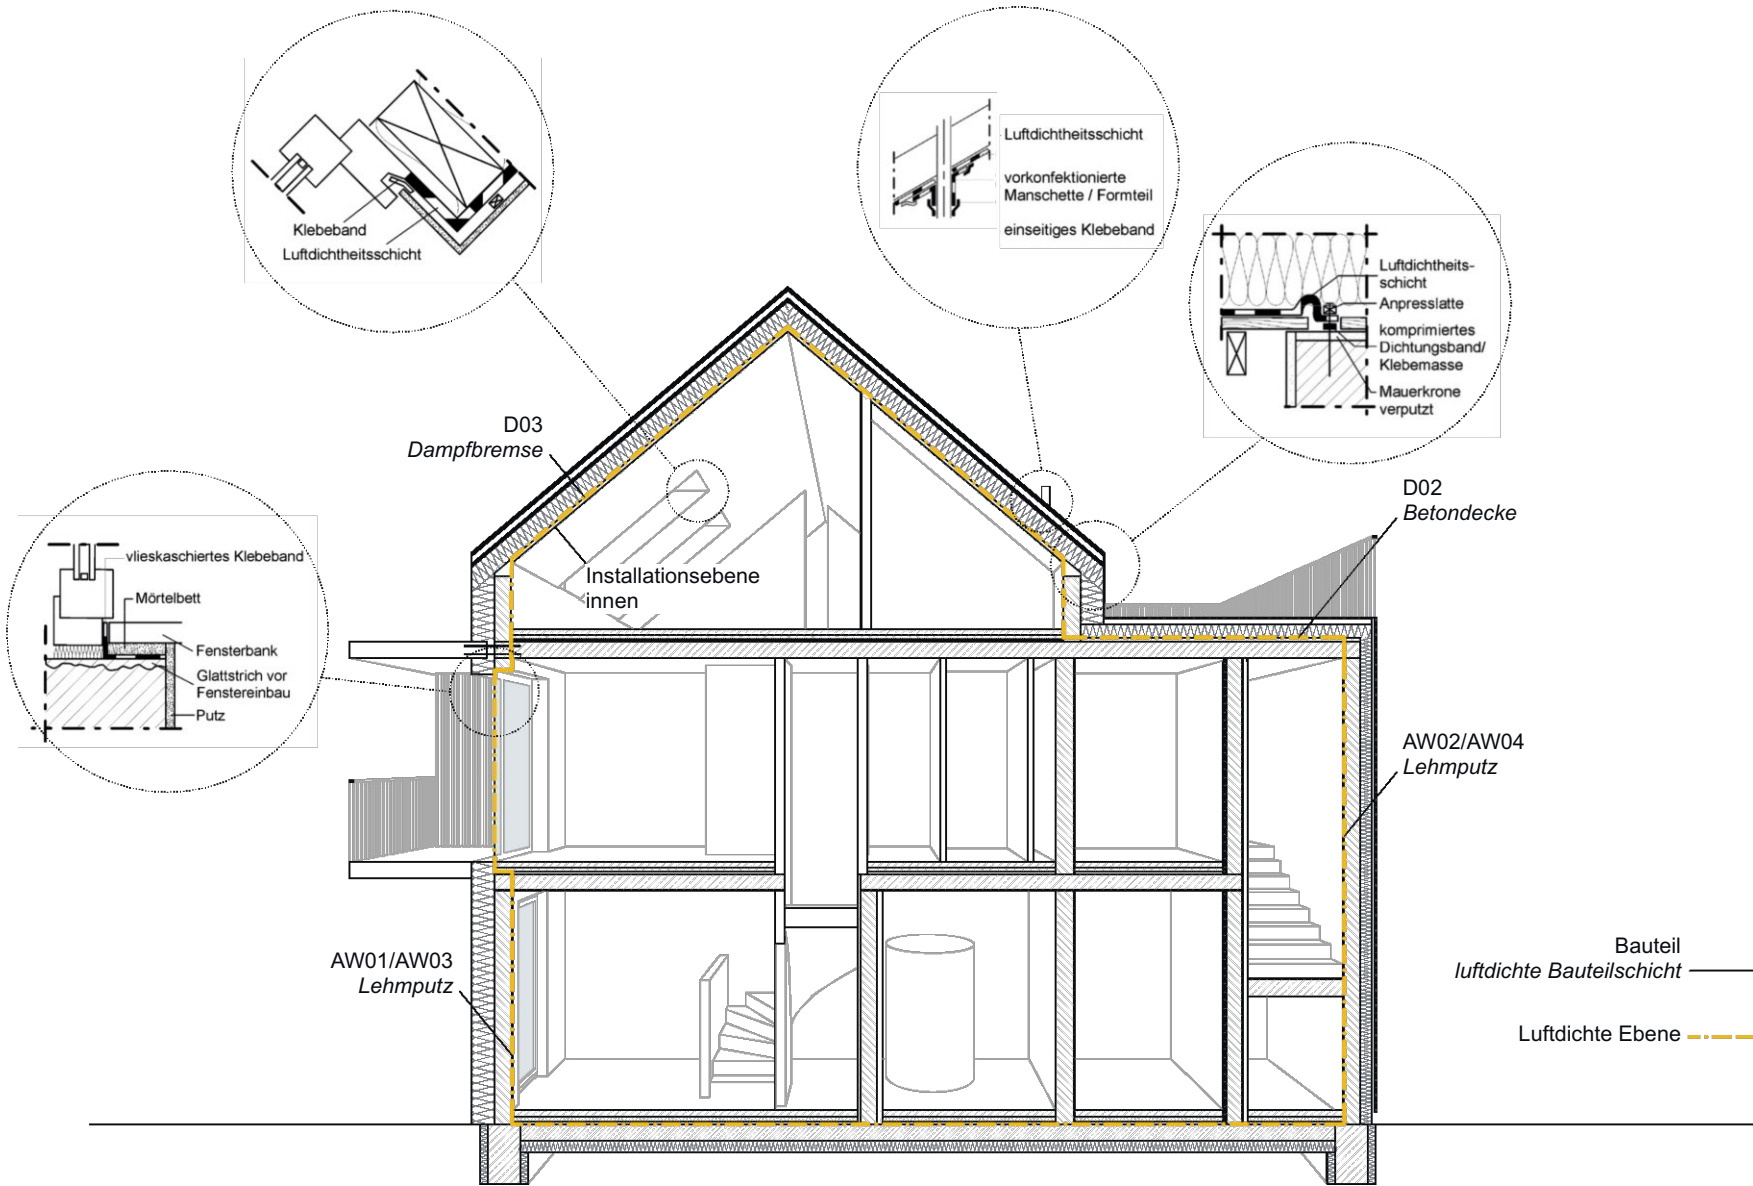 Klebeband
Luftdichtheitsschicht
Luftdichtheitsschicht
vorkonfektionierte
Manschette / Formteil
einseitiges Klebeband
Luftdichtheits-
schicht
Anpresslatte
komprimiertes
Dichtungsband/
Klebemasse
Mauerkrone
verputzt
D03
Dampfbremse
D02
Betondecke
vlieskaschiertes Klebeband
Mörtelbett
Fensterbank
Glattstrich vor
Fenstereinbau
Putz
Installationsebene
innen
AW02/AW04
Lehmputz
AW01/AW03
Lehmputz
Bauteil
luftdichte Bauteilschicht
Luftdichte Ebene